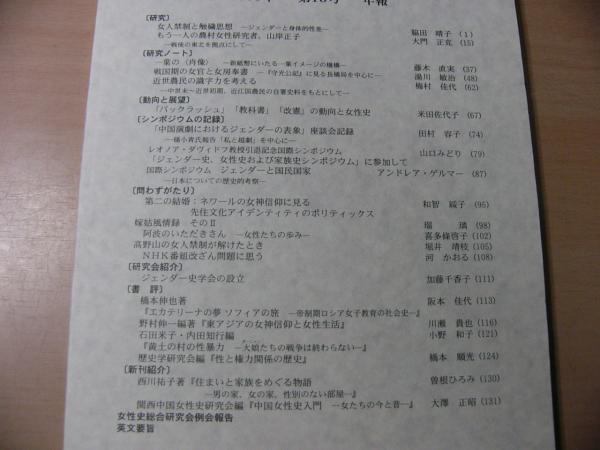 第15号 年報
〔研究〕
女人禁制と触穢思想 ―ジェンダーと身体的性差― 脇田 晴子 (1)
もう一人の農村女性研究者、山岸正子 大門 正克 (15)
―戦後の東北を拠点にして―
〔研究ノート〕
一葉の〈肖像〉 ―新紙幣にいたる一葉イメージの機構― 藤木 直実 (37)
戦国期の女官と女房奉書 ―『守光公記』に見る長橋局を中心に― 湯川 敏治 (48)
近世農民の識字力を考える 梅村 佳代 (62)
―中世末～近世初期、近江国農民の自署史料をもとにして―
〔動向と展望〕
「バックラッシュ」「教科書」「改憲」の動向と女性史 米田佐代子 (67)
〔シンポジウムの記録〕
「中国演劇におけるジェンダーの表象」座談会記録 田村 容子 (74)
―楊小青氏報告「私と越劇」を中心に―
レオノア・ダヴィドフ教授引退記念国際シンポジウム
「ジェンダー史、女性史および家族史シンポジウム」に参加して 山口みどり (79)
国際シンポジウム ジェンダーと国民国家 アンドレア・ゲルマー (87)
―日本についての歴史的考察―
〔問わずがたり〕
第二の結婚：ネワールの女神信仰に見る 和智 綏子 (95)
先住文化アイデンティティのポリティックス
嫁姑風情録 そのⅡ 瑠 璃 (98)
阿波のいただきさん ―女性たちの歩み― 喜多條啓子 (102)
高野山の女人禁制が解けたとき 堀井 靖枝 (105)
NHK番組改ざん問題に思う 河 かおる (108)
〔研究会紹介〕
ジェンダー史学会の設立 加藤千香子 (111)
〔書 評〕
橋本伸也著 阪本 佳代 (113)
『エカテリーナの夢 ソフィアの旅 ―帝制期ロシア女子教育の社会史―』
野村伸一編著『東アジアの女神信仰と女性生活』 川瀬 貴也 (116)
石田米子・内田知行編 小野 和子 (121)
『黄土の村の性暴力 ―大娘たちの戦争は終わらない―』
歴史学研究会編『性と権力関係の歴史』 橋本 順光 (124)
〔新刊紹介〕
西川祐子著『住まいと家族をめぐる物語 曽根ひろみ (130)
―男の家、女の家、性別のない部屋―』
関西中国女性史研究会編『中国女性史入門 ―女たちの今と昔―』 大澤 正昭 (131)
女性史総合研究会例会報告
英文要旨